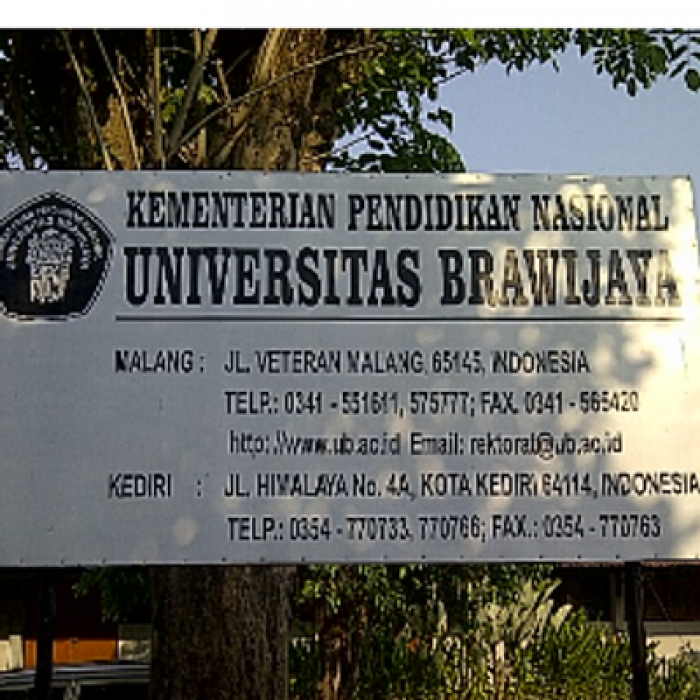 KEMENTERIAN PENDIDIKAN NASIONAL
UNIVERSITAS BRAWIJAYA
MALANG : JL. VETERAN MALANG, 65145, INDONESIA
TELP.: 0341 - 551611, 575777; FAX. 0341 - 565420
http://www.ub.ac.id Email: rektorat@ub.ac.id
KEDIRI : JL. HIMALAYA No. 4A, KOTA KEDIRI 64114, INDONESIA
TELP.: 0354 - 770733, 770766; FAX.: 0354 - 770763